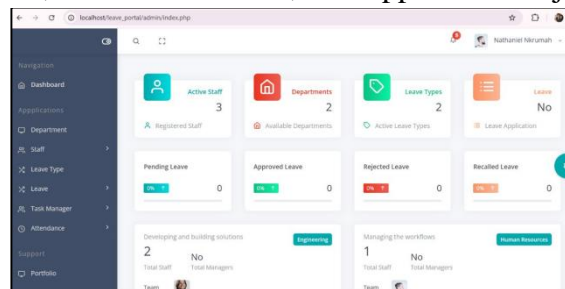 localhost/leave_portal/admin/index.php
Nathaniel Nkrumah
Navigation
Dashboard
Appplications
Department
Staff
Leave Type
Leave
Task Manager
Attendance
Support
Portfolio
Active Staff
3
Registered Staff
Departments
2
Available Departments
Leave Types
2
Active Leave Types
Leave
No
Leave Application
Pending Leave
0% 0
Approved Leave
0% 0
Rejected Leave
0% 0
Recalled Leave
0% 0
Developing and building solutions
Engineering
2 No
Total Staff Total Managers
Team
Managing the workflows
Human Resources
1 No
Total Staff Total Managers
Team